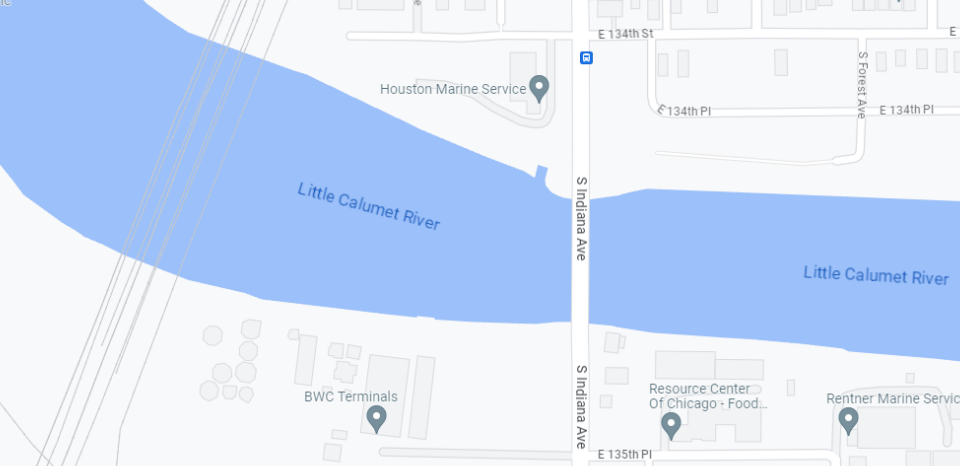 E 134th St
E
Houston Marine Service
S Forest Ave
E 134th Pl
E 134th Pl
S Indiana Ave
Little Calumet River
Little Calumet River
S Indiana Ave
Resource Center
Of Chicago - Food...
BWC Terminals
Rentner Marine Servic
E 135th Pl